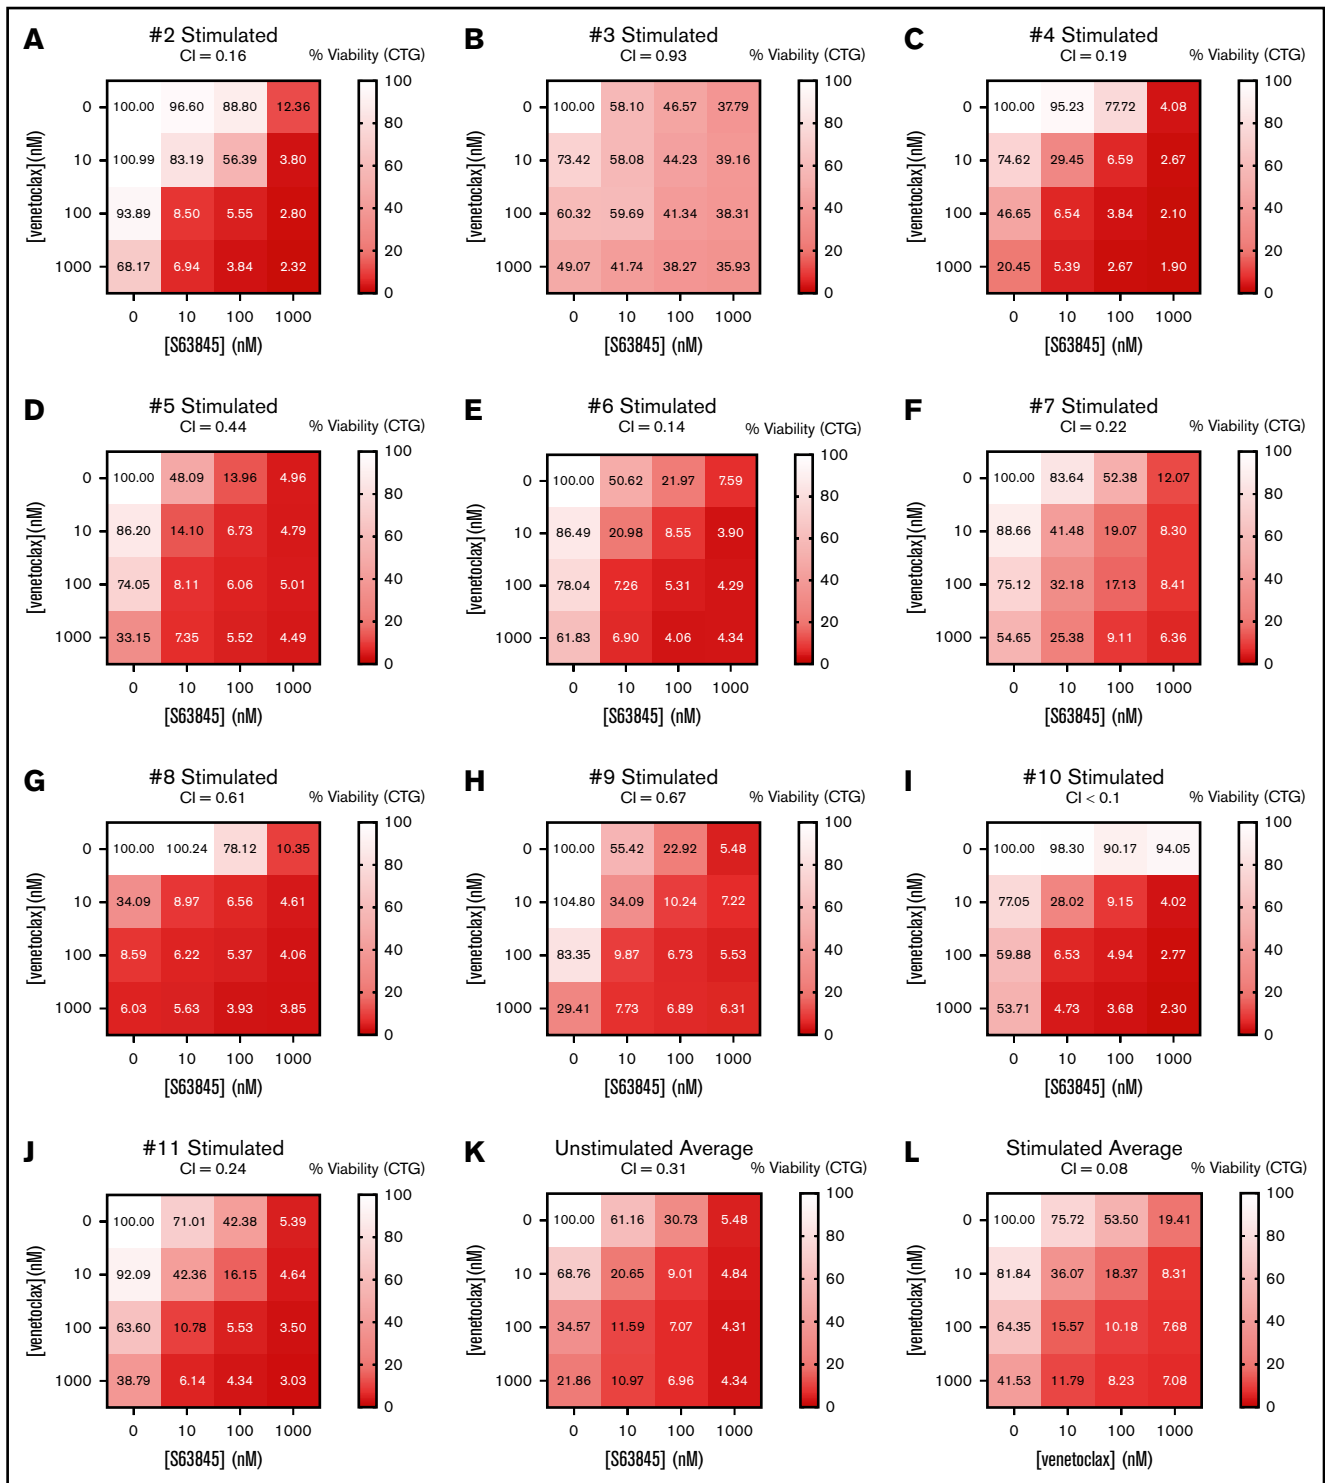 A
#2 Stimulated
CI = 0.16
% Viability (CTG)
[venetoclax] (nM)
0 100.00 96.60 88.80 12.36
10 100.99 83.19 56.39 3.80
100 93.89 8.50 5.55 2.80
1000 68.17 6.94 3.84 2.32
0 10 100 1000
[S63845] (nM)
100
80
60
40
20
0
B
#3 Stimulated
CI = 0.93
% Viability (CTG)
[venetoclax] (nM)
0 100.00 58.10 46.57 37.79
10 73.42 58.08 44.23 39.16
100 60.32 59.69 41.34 38.31
1000 49.07 41.74 38.27 35.93
0 10 100 1000
[S63845] (nM)
100
80
60
40
20
0
C
#4 Stimulated
CI = 0.19
% Viability (CTG)
[venetoclax] (nM)
0 100.00 95.23 77.72 4.08
10 74.62 29.45 6.59 2.67
100 46.65 6.54 3.84 2.10
1000 20.45 5.39 2.67 1.90
0 10 100 1000
[S63845] (nM)
100
80
60
40
20
0
D
#5 Stimulated
CI = 0.44
% Viability (CTG)
[venetoclax] (nM)
0 100.00 48.09 13.96 4.96
10 86.20 14.10 6.73 4.79
100 74.05 8.11 6.06 5.01
1000 33.15 7.35 5.52 4.49
0 10 100 1000
[S63845] (nM)
100
80
60
40
20
0
E
#6 Stimulated
CI = 0.14
% Viability (CTG)
[venetoclax] (nM)
0 100.00 50.62 21.97 7.59
10 86.49 20.98 8.55 3.90
100 78.04 7.26 5.31 4.29
1000 61.83 6.90 4.06 4.34
0 10 100 1000
[S63845] (nM)
100
80
60
40
20
0
F
#7 Stimulated
CI = 0.22
% Viability (CTG)
[venetoclax] (nM)
0 100.00 83.64 52.38 12.07
10 88.66 41.48 19.07 8.30
100 75.12 32.18 17.13 8.41
1000 54.65 25.38 9.11 6.36
0 10 100 1000
[S63845] (nM)
100
80
60
40
20
0
G
#8 Stimulated
CI = 0.61
% Viability (CTG)
[venetoclax] (nM)
0 100.00 100.24 78.12 10.35
10 34.09 8.97 6.56 4.61
100 8.59 6.22 5.37 4.06
1000 6.03 5.63 3.93 3.85
0 10 100 1000
[S63845] (nM)
100
80
60
40
20
0
H
#9 Stimulated
CI = 0.67
% Viability (CTG)
[venetoclax] (nM)
0 100.00 55.42 22.92 5.48
10 104.80 34.09 10.24 7.22
100 83.35 9.87 6.73 5.53
1000 29.41 7.73 6.89 6.31
0 10 100 1000
[S63845] (nM)
100
80
60
40
20
0
I
#10 Stimulated
CI < 0.1
% Viability (CTG)
[venetoclax] (nM)
0 100.00 98.30 90.17 94.05
10 77.05 28.02 9.15 4.02
100 59.88 6.53 4.94 2.77
1000 53.71 4.73 3.68 2.30
0 10 100 1000
[S63845] (nM)
100
80
60
40
20
0
J
#11 Stimulated
CI = 0.24
% Viability (CTG)
[venetoclax] (nM)
0 100.00 71.01 42.38 5.39
10 92.09 42.36 16.15 4.64
100 63.60 10.78 5.53 3.50
1000 38.79 6.14 4.34 3.03
0 10 100 1000
[S63845] (nM)
100
80
60
40
20
0
K
Unstimulated Average
CI = 0.31
% Viability (CTG)
[venetoclax] (nM)
0 100.00 61.16 30.73 5.48
10 68.76 20.65 9.01 4.84
100 34.57 11.59 7.07 4.31
1000 21.86 10.97 6.96 4.34
0 10 100 1000
[S63845] (nM)
100
80
60
40
20
0
L
Stimulated Average
CI = 0.08
% Viability (CTG)
[venetoclax] (nM)
0 100.00 75.72 53.50 19.41
10 81.84 36.07 18.37 8.31
100 64.35 15.57 10.18 7.68
1000 41.53 11.79 8.23 7.08
0 10 100 1000
[venetoclax] (nM)
100
80
60
40
20
0